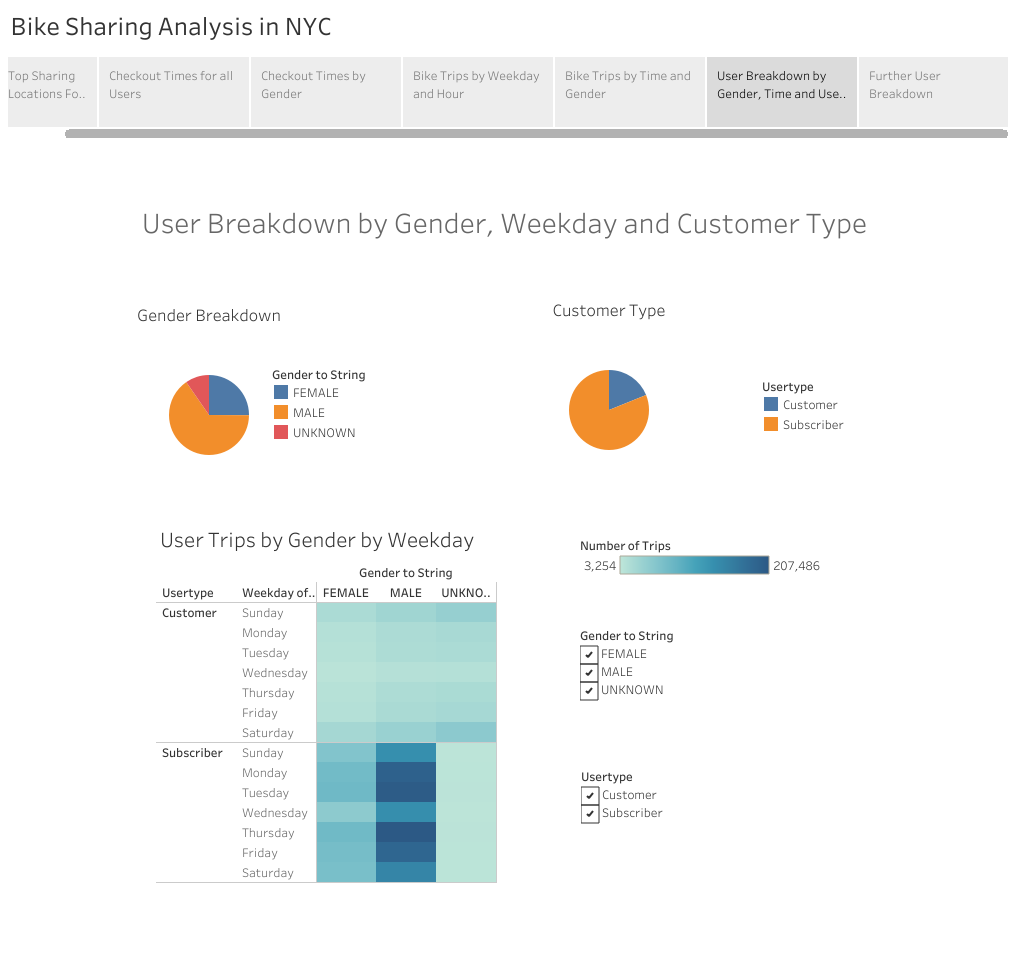 Bike Sharing Analysis in NYC
Top Sharing
Locations Fo..
Checkout Times for all
Users
Checkout Times by
Gender
Bike Trips by Weekday
and Hour
Bike Trips by Time and
Gender
User Breakdown by
Gender, Time and Use..
Further User
Breakdown
User Breakdown by Gender, Weekday and Customer Type
Gender Breakdown
Gender to String
FEMALE
MALE
UNKNOWN
Customer Type
Usertype
Customer
Subscriber
User Trips by Gender by Weekday
Gender to String
Usertype Weekday of.. FEMALE MALE UNKNO..
Customer Sunday
Monday
Tuesday
Wednesday
Thursday
Friday
Saturday
Subscriber Sunday
Monday
Tuesday
Wednesday
Thursday
Friday
Saturday
Number of Trips
3,254 207,486
Gender to String
FEMALE
MALE
UNKNOWN
Usertype
Customer
Subscriber